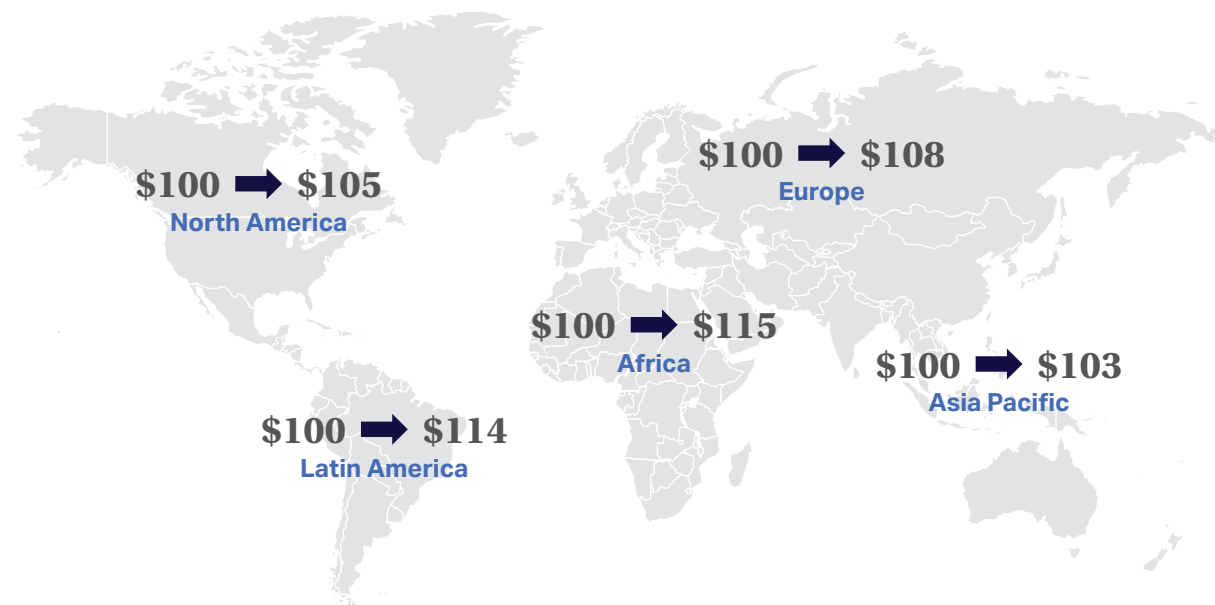 $100 $105
North America
$100 $108
Europe
$100 $115
Africa
$100 $103
Asia Pacific
$100 $114
Latin America